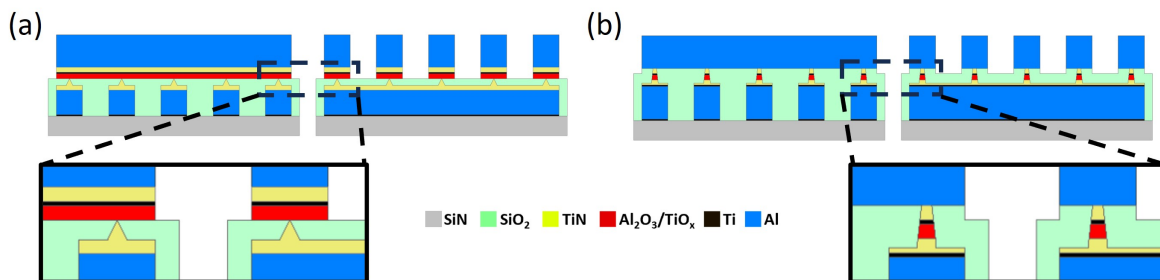 (a)
(b)
SiN SiO₂ TiN Al₂O₃/TiOₓ Ti Al